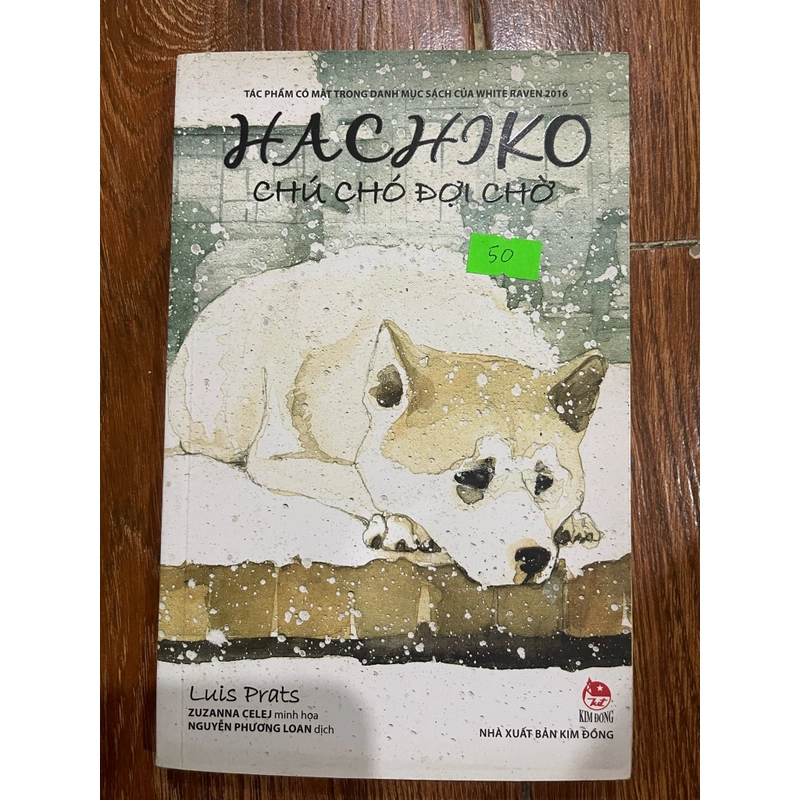 TÁC PHẨM CÓ MẶT TRONG DANH MỤC SÁCH CỦA WHITE RAVEN 2016
HACHIKO
CHÚ CHÓ ĐỢI CHỜ
50
Luis Prats
ZUZANNA CELEJ minh họa
NGUYỄN PHƯƠNG LOAN dịch
KIM ĐỒNG
NHÀ XUẤT BẢN KIM ĐỒNG